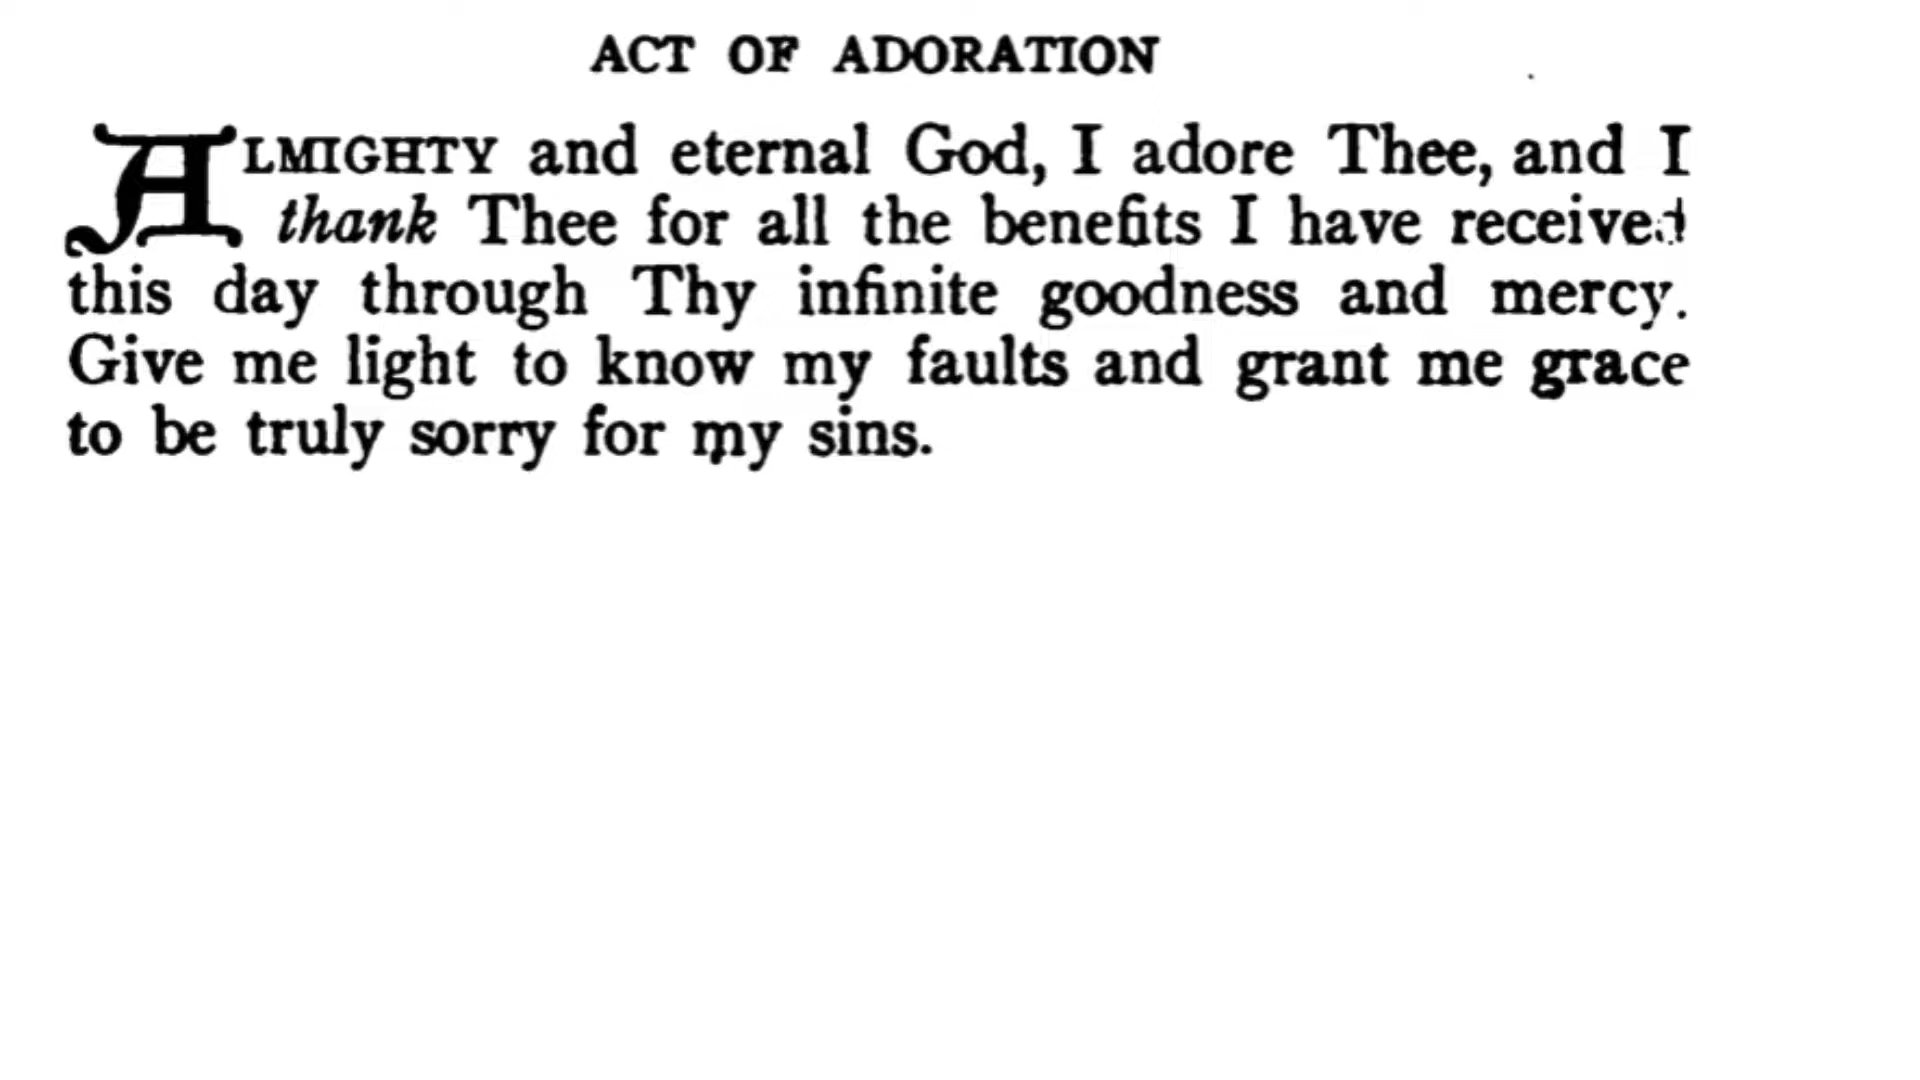 ACT OF ADORATION
ALMIGHTY and eternal God, I adore Thee, and I
thank Thee for all the benefits I have received
this day through Thy infinite goodness and mercy.
Give me light to know my faults and grant me grace
to be truly sorry for my sins.